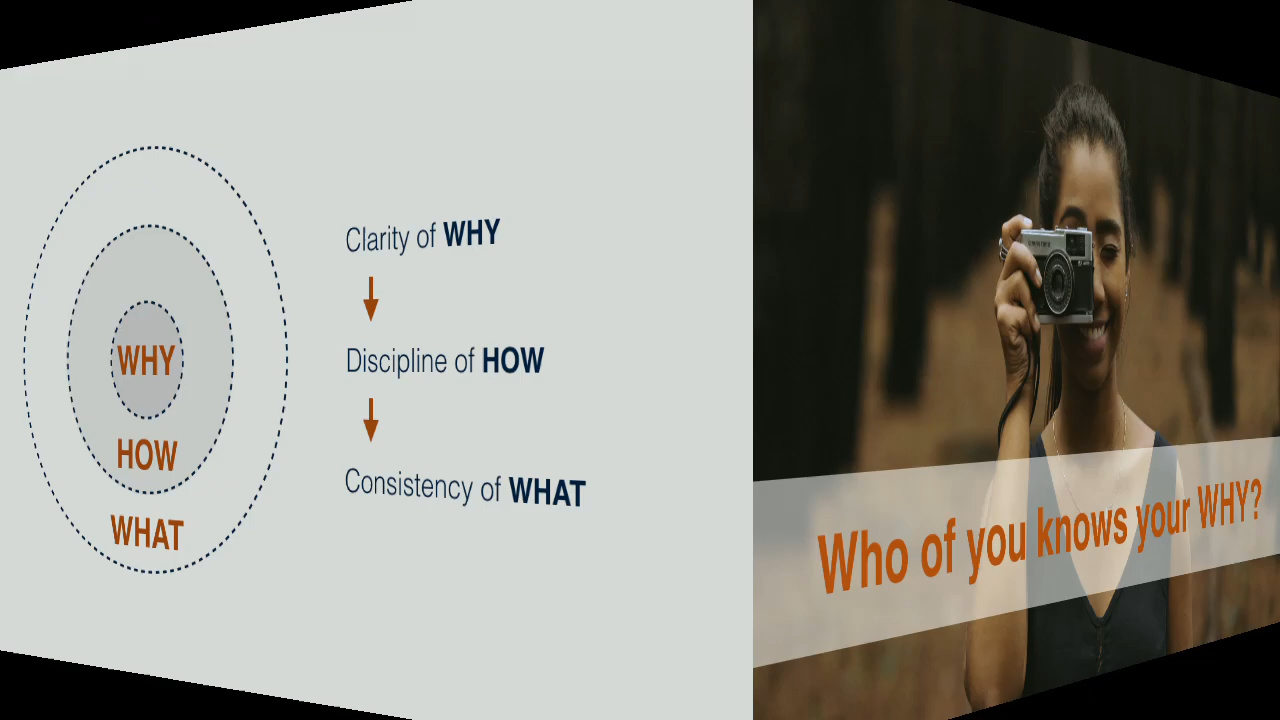 WHY
HOW
WHAT
Clarity of WHY
Discipline of HOW
Consistency of WHAT
Who of you knows your WHY?